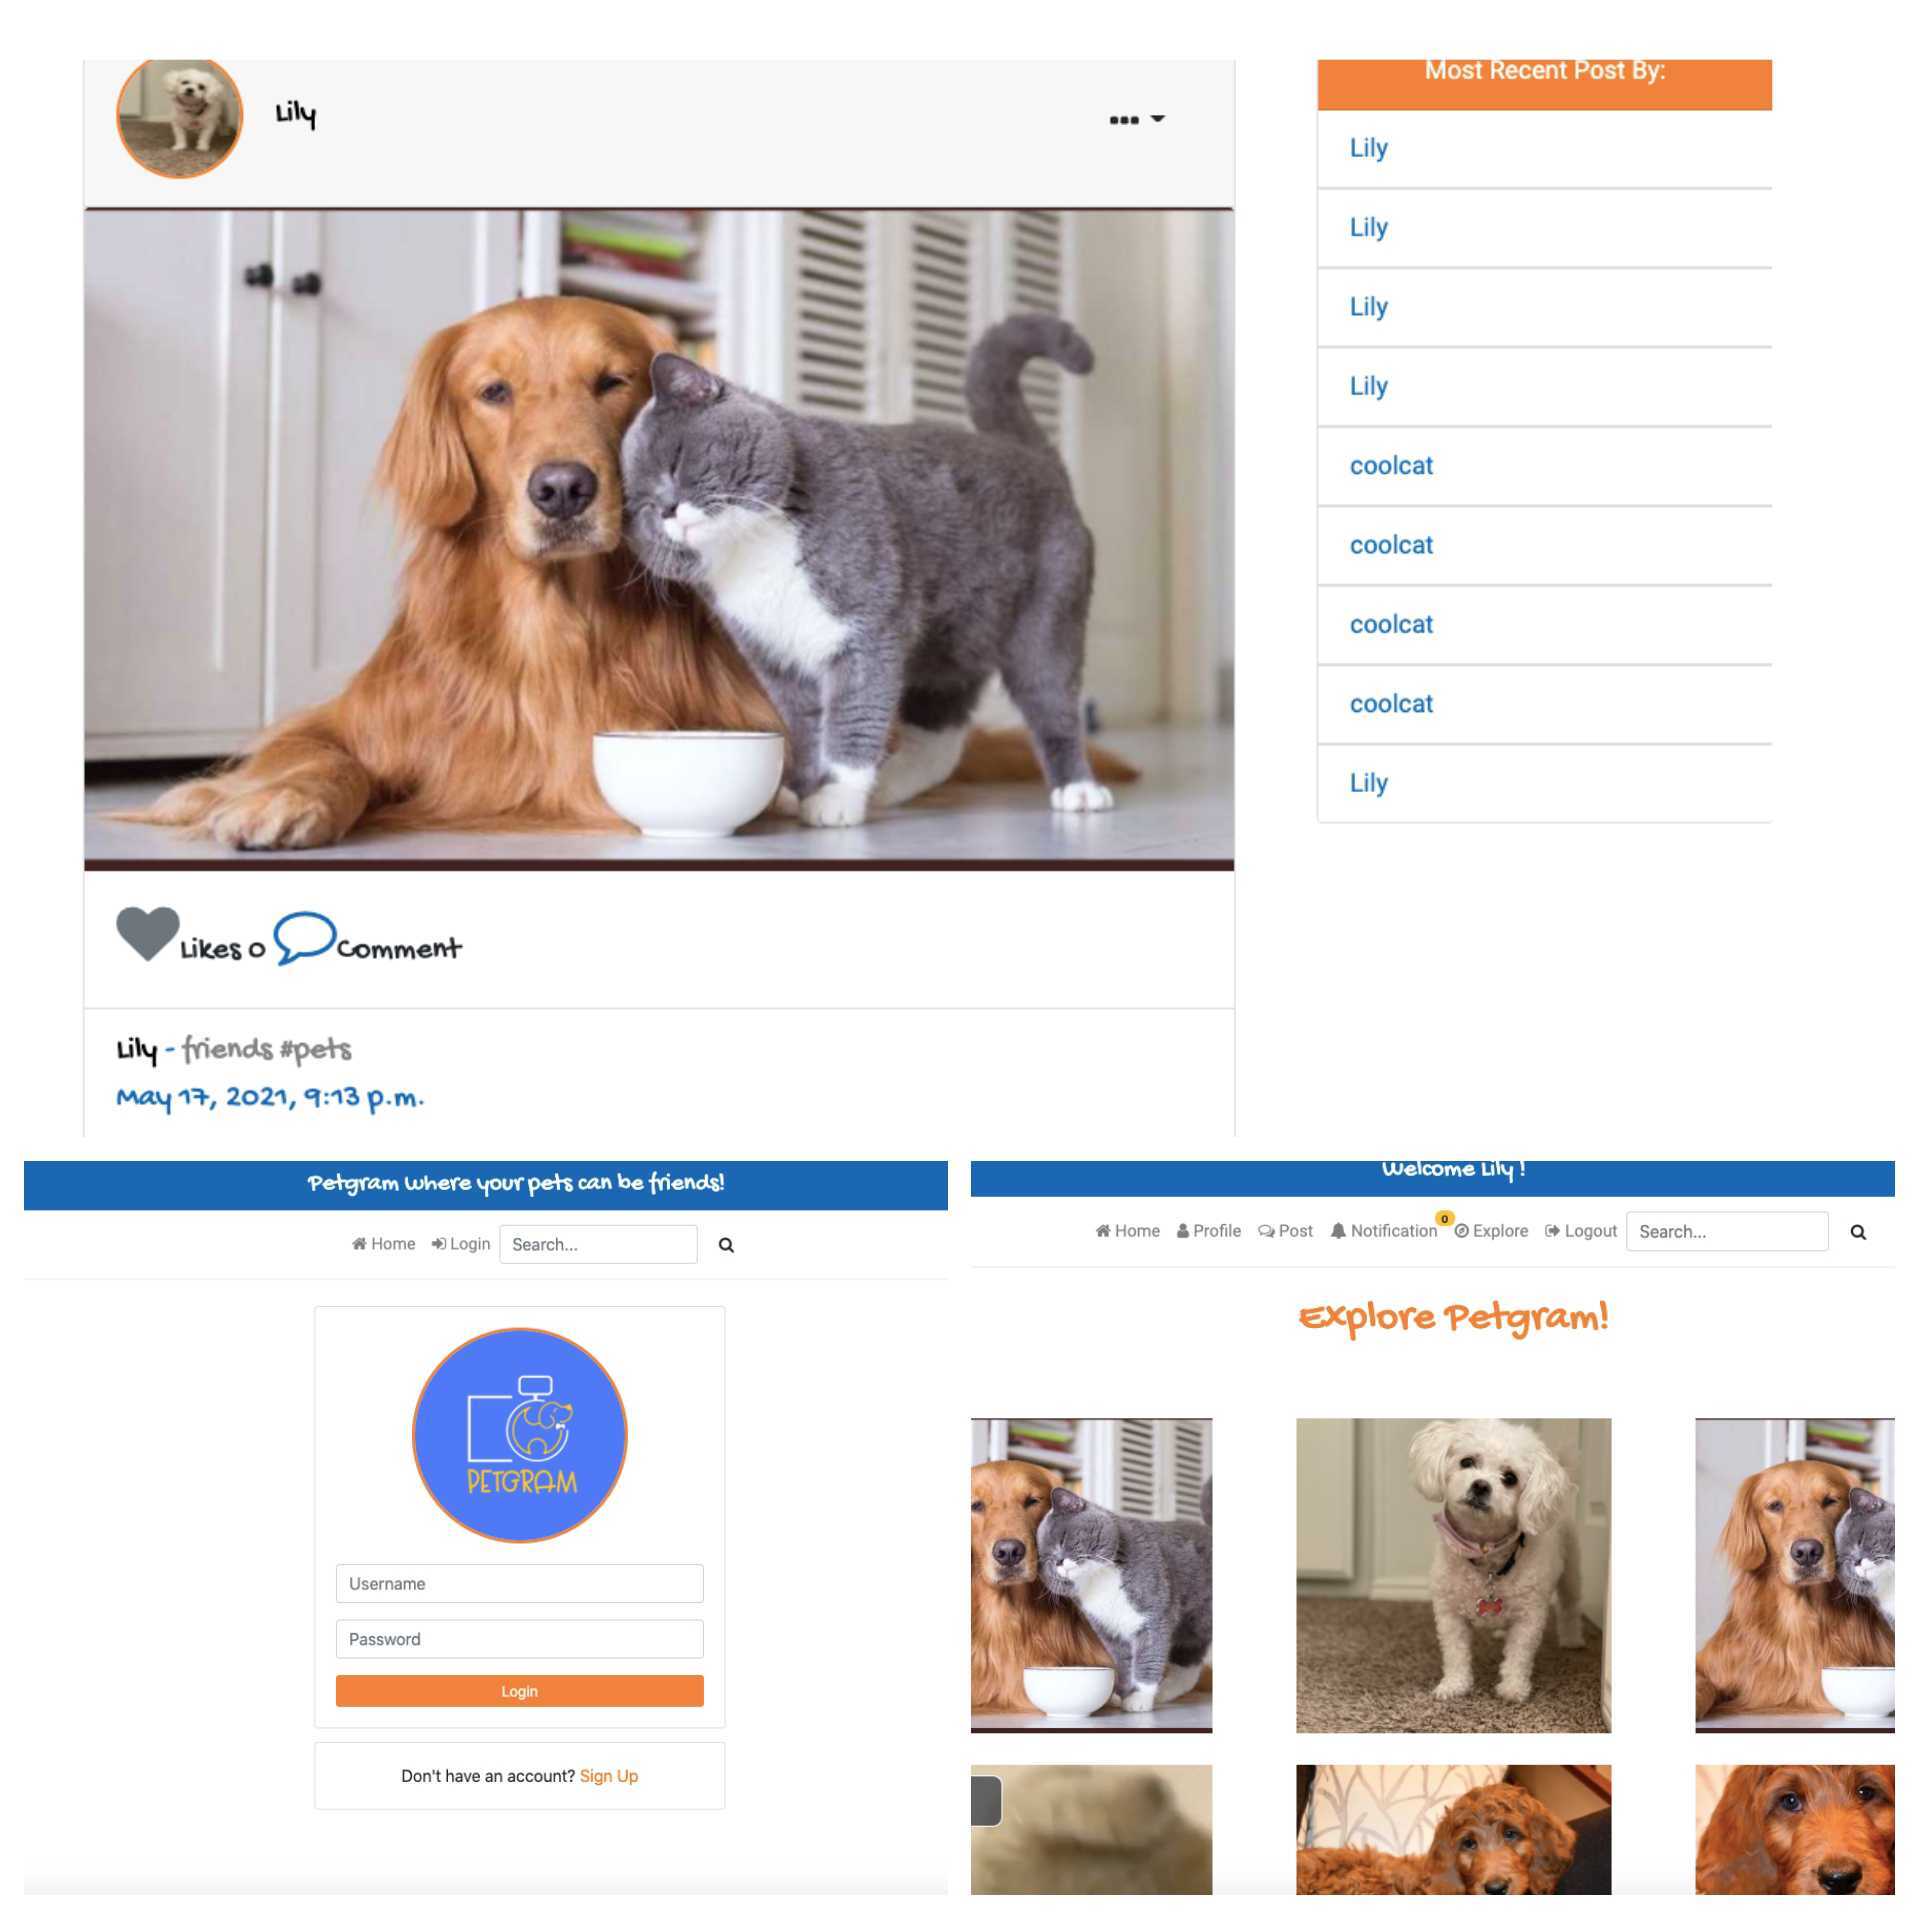 Lily
Most Recent Post By:
Lily
Lily
Lily
Lily
coolcat
coolcat
coolcat
coolcat
Lily
Likes 0 Comment
Lily - friends #pets
May 17, 2021, 9:13 p.m.
Petgram where your pets can be friends!
Home Login Search...
PETGRAM
Username
Password
Login
Don't have an account? Sign Up
Welcome Lily !
Home Profile Post Notification 0 Explore Logout Search...
Explore Petgram!